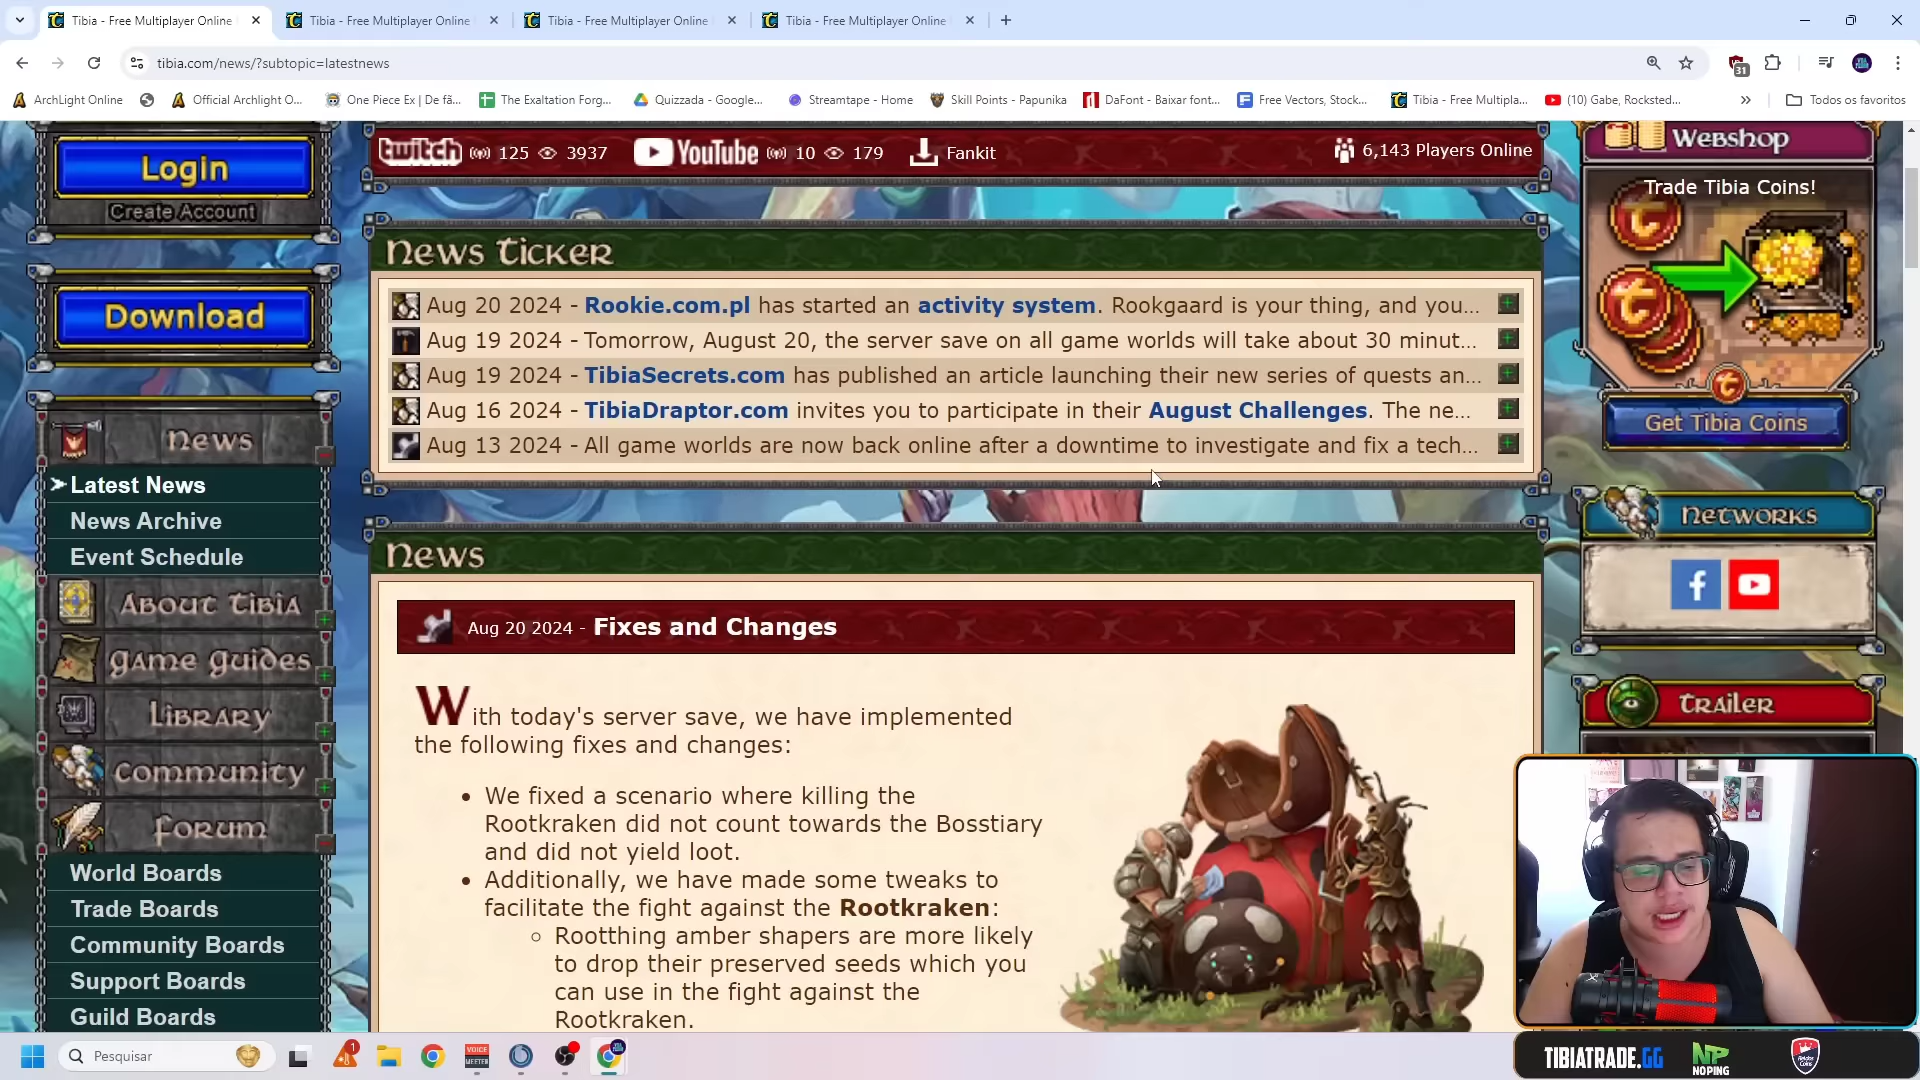 Tibia - Free Multiplayer Online
Tibia - Free Multiplayer Online
Tibia - Free Multiplayer Online
Tibia - Free Multiplayer Online
tibia.com/news/?subtopic=latestnews
31
ArchLight Online
Official Archlight O...
One Piece Ex | De fã...
The Exaltation Forg...
Quizzada - Google...
Streamtape - Home
Skill Points - Papunika
DaFont - Baixar font...
Free Vectors, Stock...
Tibia - Free Multipla...
(10) Gabe, Rocksted...
Todos os favoritos
Login
Create Account
Download
News
Latest News
News Archive
Event Schedule
About Tibia
Game Guides
Library
Community
Forum
World Boards
Trade Boards
Community Boards
Support Boards
Guild Boards
twitch 125 3937 YouTube 10 179 Fankit 6,143 Players Online
News Ticker
Aug 20 2024 - Rookie.com.pl has started an activity system. Rookgaard is your thing, and you...
Aug 19 2024 - Tomorrow, August 20, the server save on all game worlds will take about 30 minut...
Aug 19 2024 - TibiaSecrets.com has published an article launching their new series of quests an...
Aug 16 2024 - TibiaDraptor.com invites you to participate in their August Challenges. The ne...
Aug 13 2024 - All game worlds are now back online after a downtime to investigate and fix a tech...
News
Aug 20 2024 - Fixes and Changes
With today's server save, we have implemented
the following fixes and changes:
• We fixed a scenario where killing the
Rootkraken did not count towards the Bosstiary
and did not yield loot.
• Additionally, we have made some tweaks to
facilitate the fight against the Rootkraken:
○ Rootthing amber shapers are more likely
to drop their preserved seeds which you
can use in the fight against the
Rootkraken.
Webshop
Trade Tibia Coins!
Get Tibia Coins
Networks
Trailer
Pesquisar
1
VOICE
MEETER
TIBIATRADE.GG
NP
NOPING